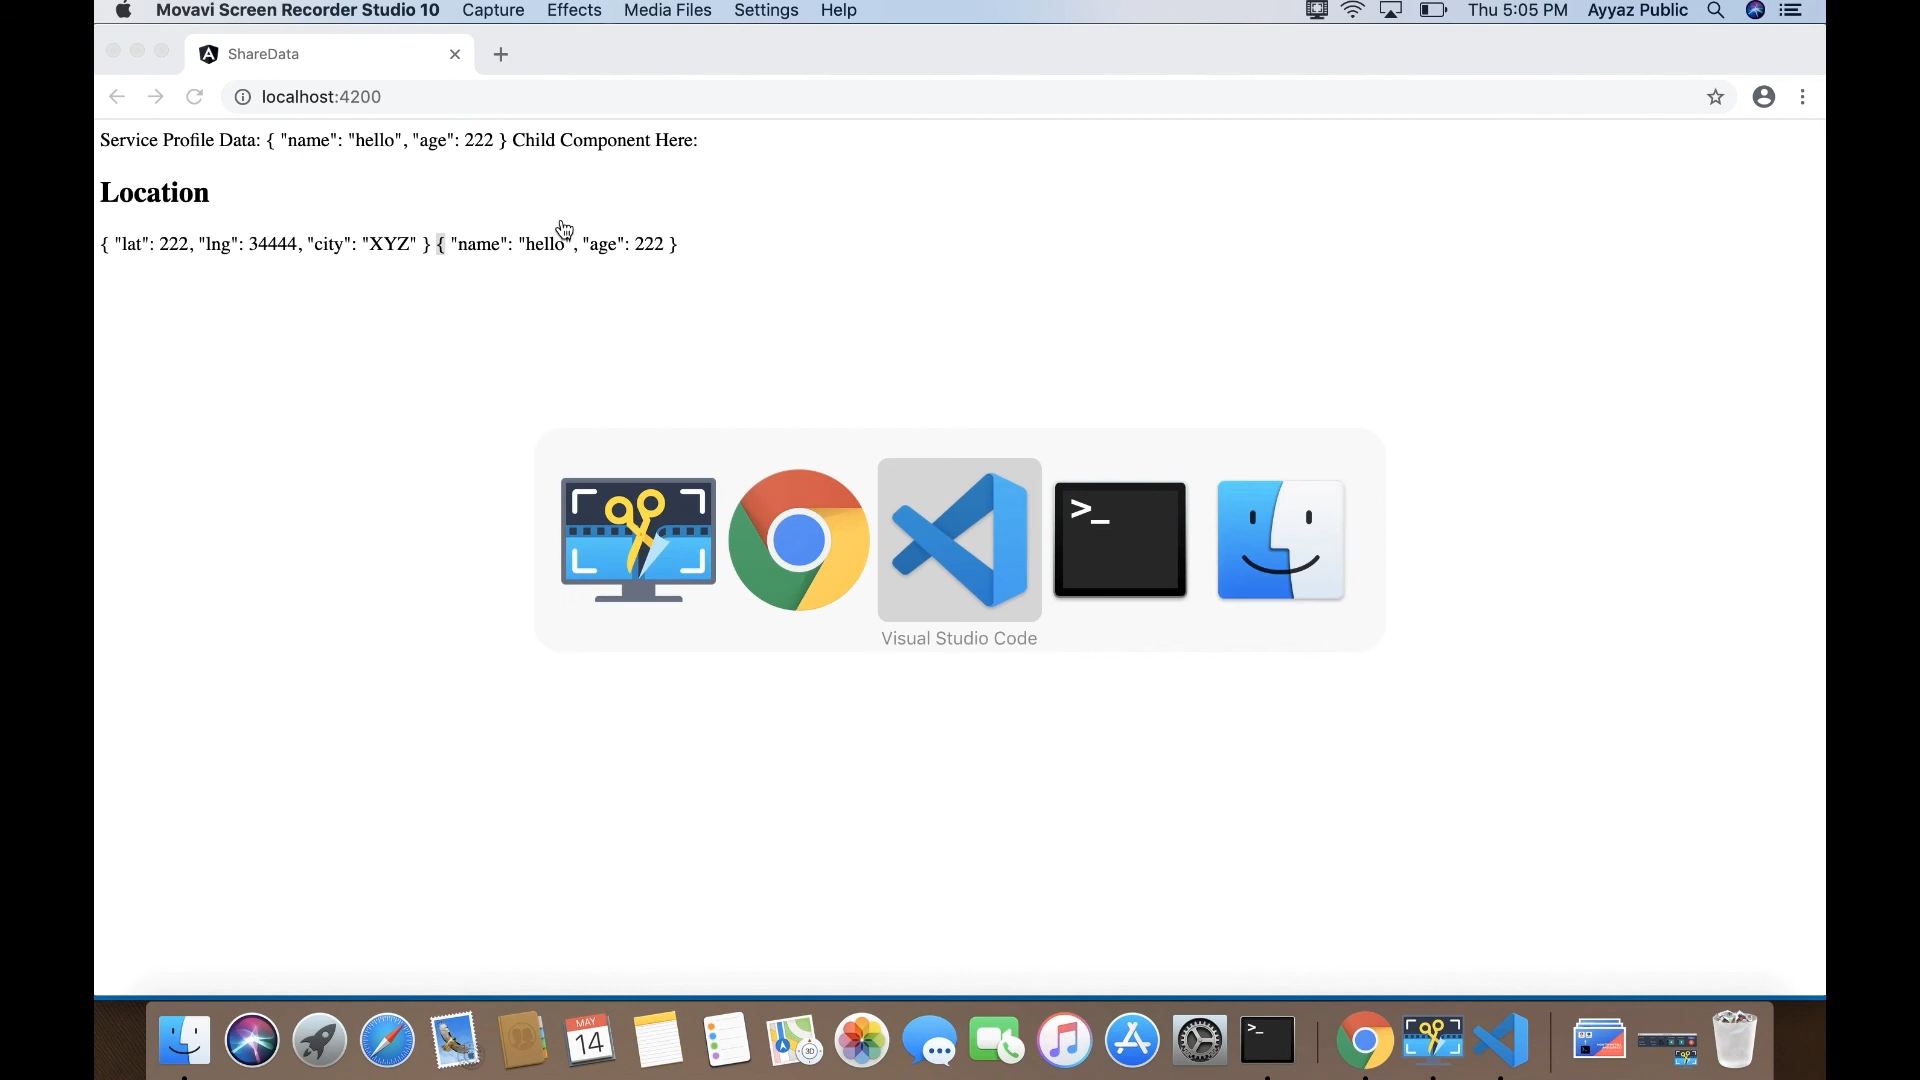 Movavi Screen Recorder Studio 10 Capture Effects Media Files Settings Help Thu 5:05 PM Ayyaz Public
ShareData
localhost:4200
Service Profile Data: { "name": "hello", "age": 222 } Child Component Here:
Location
{ "lat": 222, "lng": 34444, "city": "XYZ" } { "name": "hello", "age": 222 }
>_
Visual Studio Code
MAY
14
3D
>_